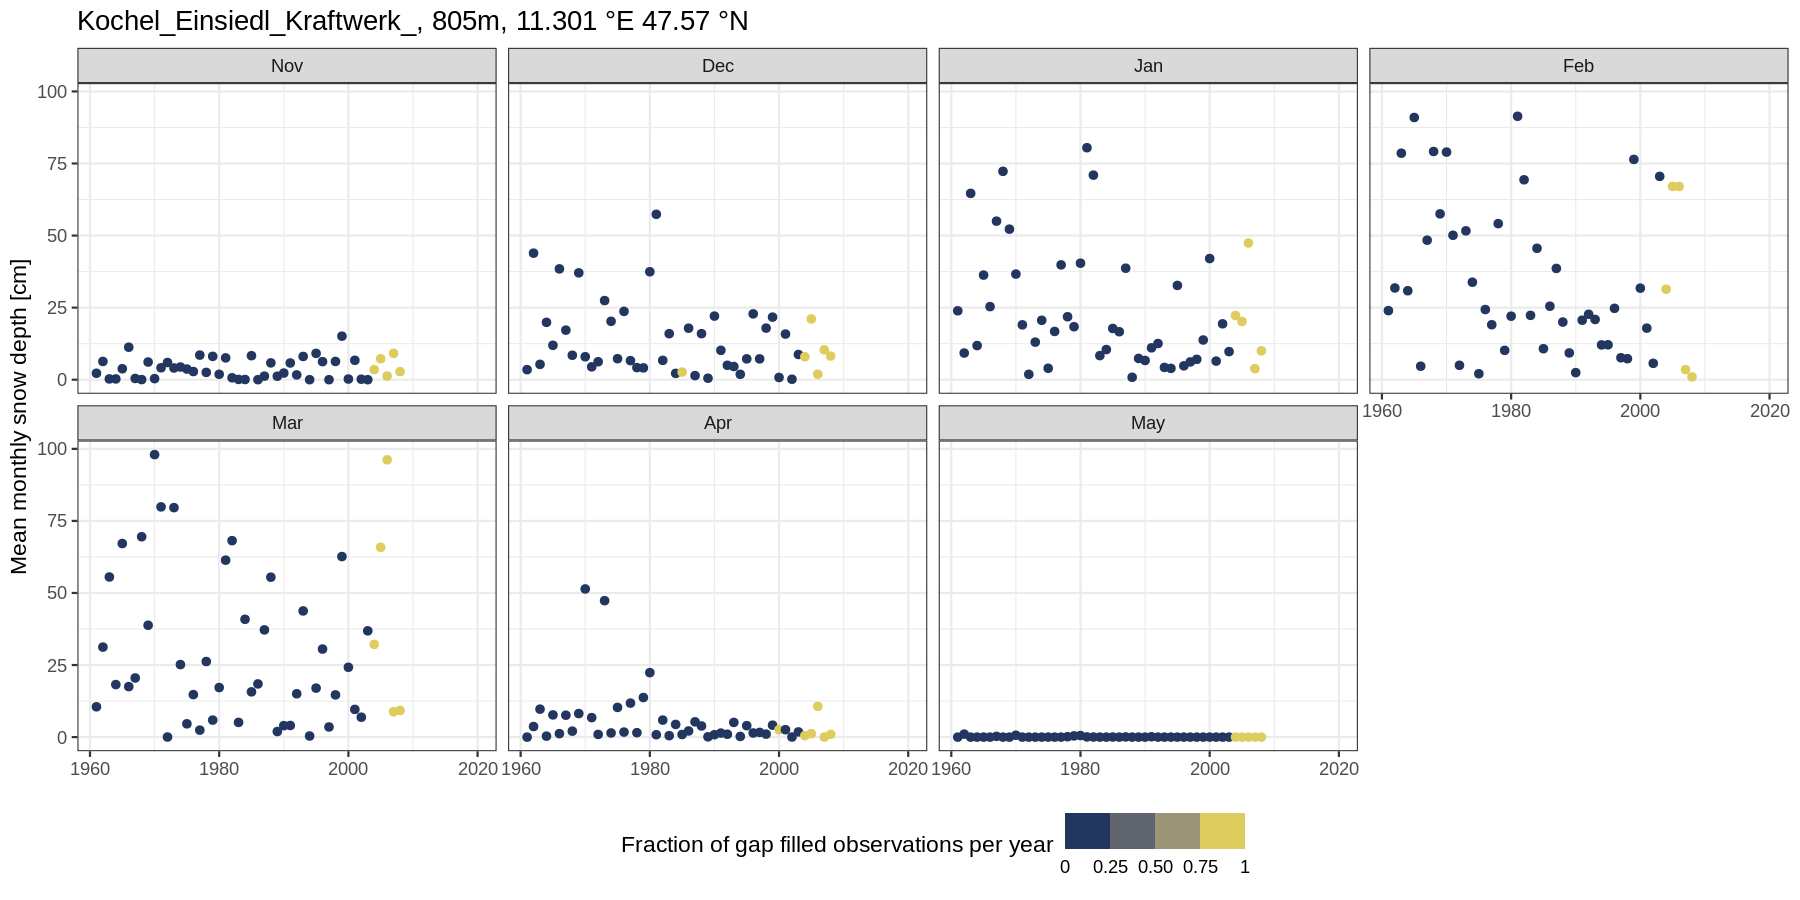 Kochel_Einsiedl_Kraftwerk_, 805m, 11.301 °E 47.57 °N
Nov Dec Jan Feb
100
75
50
25
0
1960 1980 2000 2020
Mar Apr May
100
75
50
25
0
1960 1980 2000 2020 1960 1980 2000 2020 1960 1980 2000 2020
Mean monthly snow depth [cm]
Fraction of gap filled observations per year
0 0.25 0.50 0.75 1